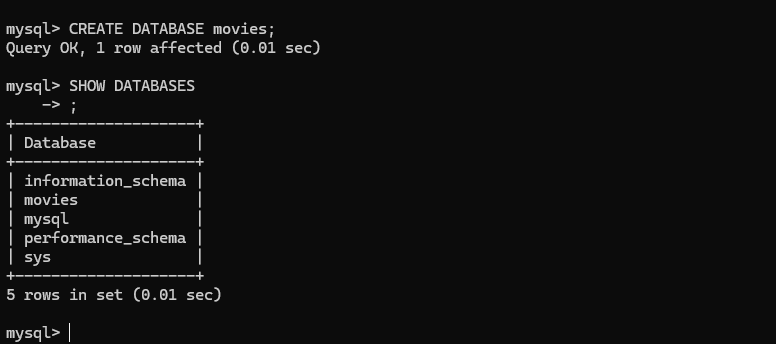 mysql> CREATE DATABASE movies;
Query OK, 1 row affected (0.01 sec)
mysql> SHOW DATABASES
    -> ;
+--------------------+
| Database           |
+--------------------+
| information_schema |
| movies             |
| mysql              |
| performance_schema |
| sys                |
+--------------------+
5 rows in set (0.01 sec)
mysql>